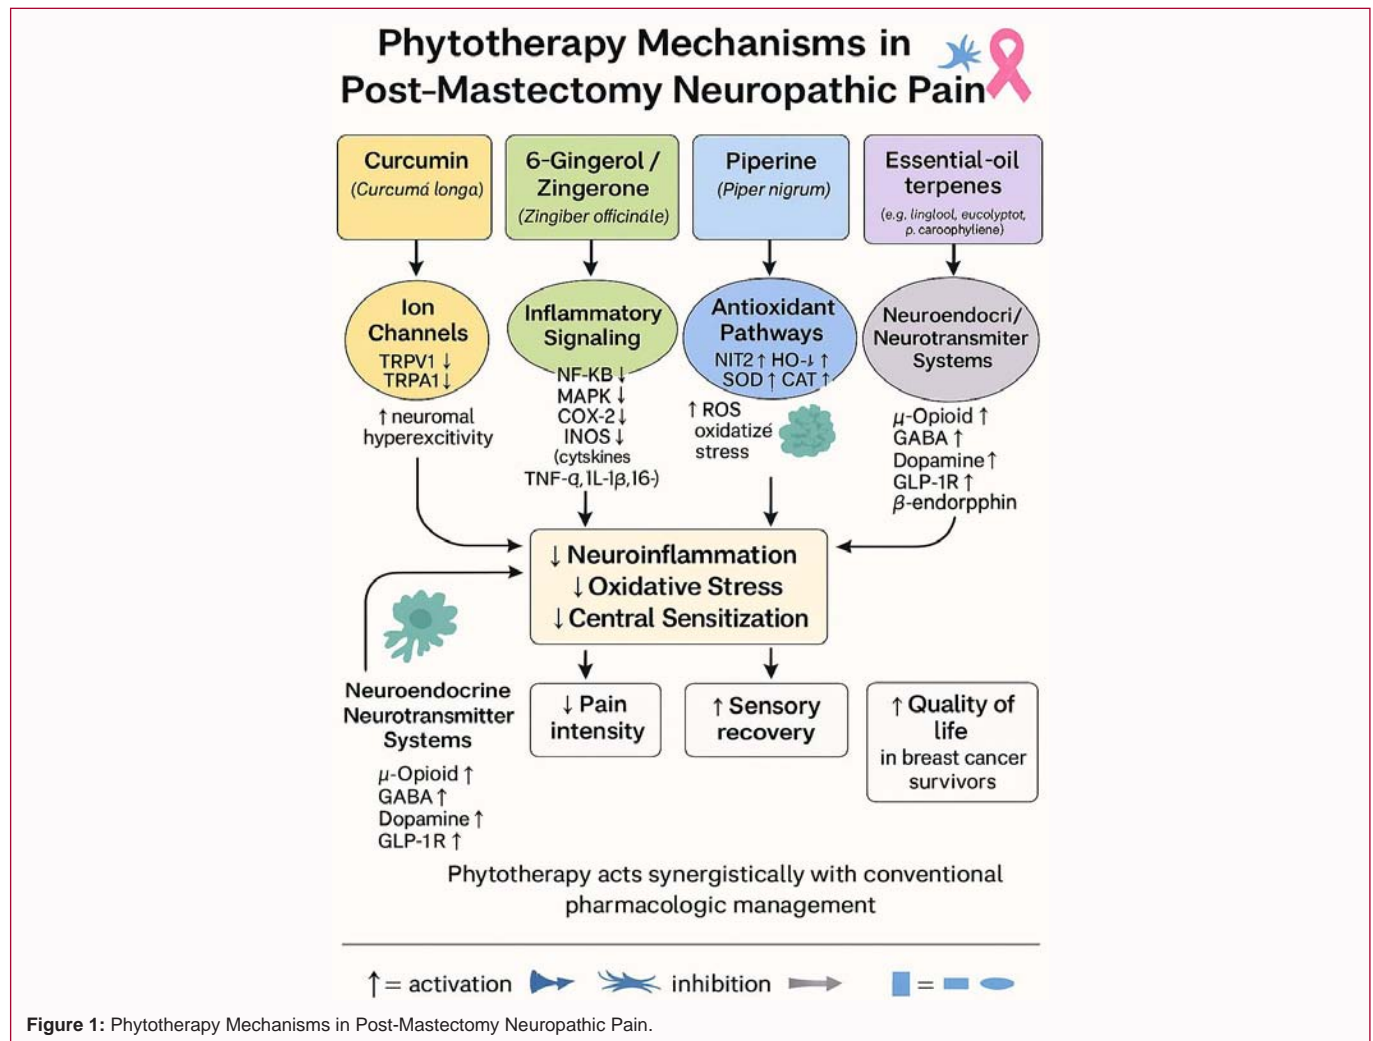 Phytotherapy Mechanisms in
Post-Mastectomy Neuropathic Pain
Curcumin
(Curcumá longa)
6-Gingerol /
Zingerone
(Zingiber officinále)
Piperine
(Piper nigrum)
Essential-oil
terpenes
(e.g, linglool, eucolyptot,
ρ. caroophyliene)
Ion
Channels
TRPV1 ↓
TRPA1↓
↑ neuromal
hyperexcitivity
Inflammatory
Signaling
NF-KB ↓
MAPK ↓
COX-2↓
INOS ↓
(cytskines
TNF-α,1L-1β,16-)
Antioxidant
Pathways
NIT2 ↑ HO-↓ ↑
SOD ↑ CAT ↑
↑ ROS
oxidatize
stress
Neuroendocri/
Neurotransmiter
Systems
μ-Opioid ↑
GABA ↑
Dopamine ↑
GLP-1R ↑
β-endorpphin
↓ Neuroinflammation
↓ Oxidative Stress
↓ Central Sensitization
Neuroendocrine
Neurotransmitter
Systems
μ-Opioid ↑
GABA ↑
Dopamine ↑
GLP-1R ↑
↓ Pain
intensity
↑ Sensory
recovery
↑ Quality of
life
in breast cancer
survivors
Phytotherapy acts synergistically with conventional
pharmacologic management
↑ = activation
inhibition
=
Figure 1: Phytotherapy Mechanisms in Post-Mastectomy Neuropathic Pain.